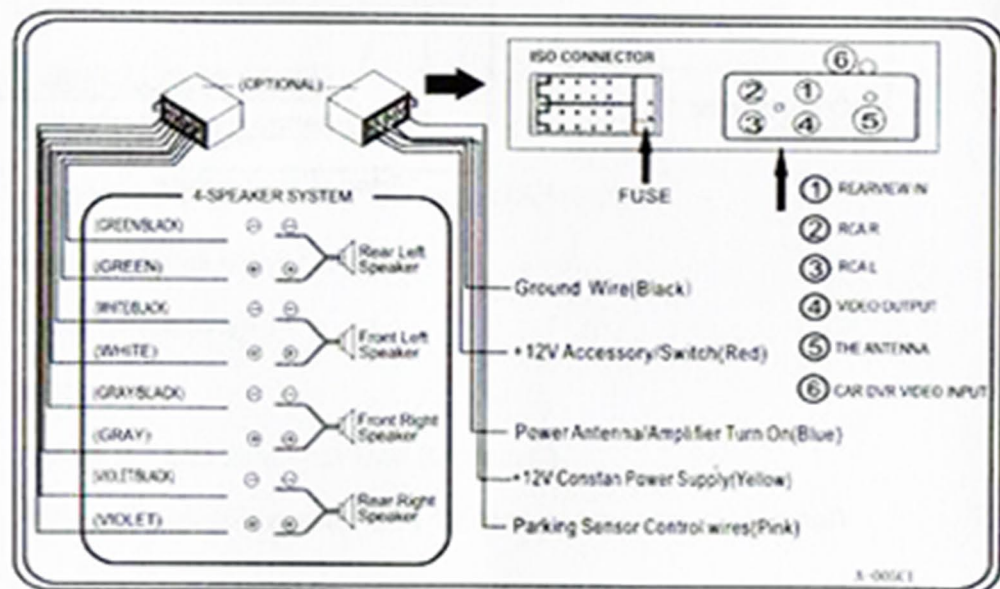 (OPTIONAL)
ISO CONNECTOR
6
2
1
3
4
5
FUSE
4-SPEAKER SYSTEM
(GREEN/BLACK)
(GREEN)
Rear Left
Speaker
(WHITE/BLACK)
(WHITE)
Front Left
Speaker
(GRAY/BLACK)
(GRAY)
Front Right
Speaker
(VIOLET/BLACK)
(VIOLET)
Rear Right
Speaker
Ground Wire(Black)
+12V Accessory/Switch(Red)
Power Antenna/Amplifier Turn On(Blue)
+12V Constan Power Supply(Yellow)
Parking Sensor Control wires(Pink)
1 REARVIEW IN
2 RCA R
3 RCA L
4 VIDEO OUTPUT
5 THE ANTENNA
6 CAR DVR VIDEO INPUT